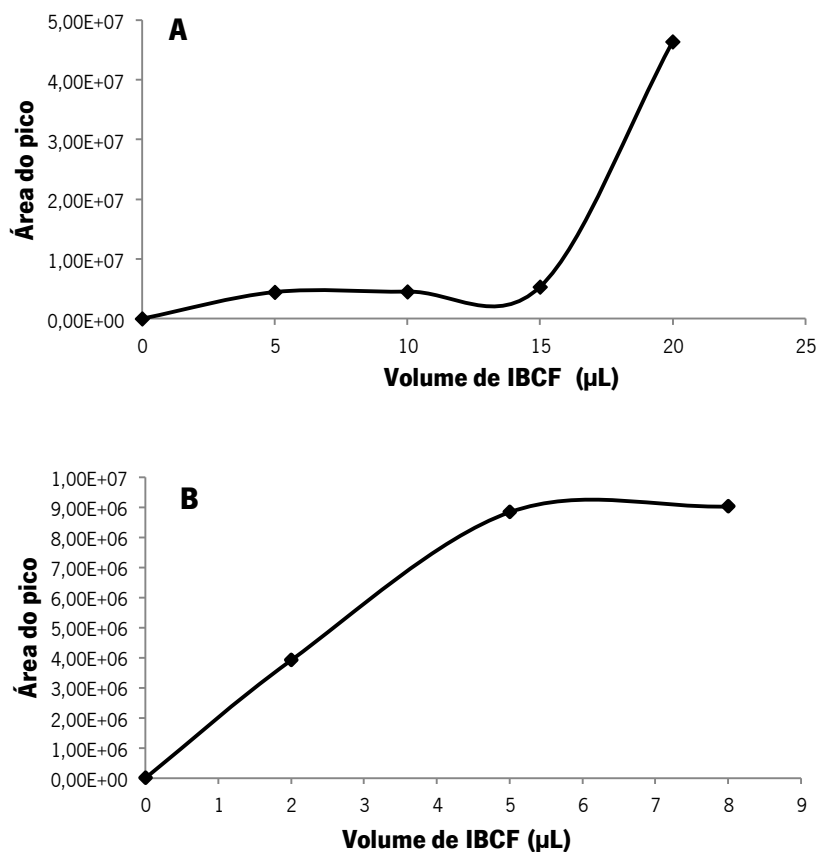 A
Área do pico
5,00E+07
4,00E+07
3,00E+07
2,00E+07
1,00E+07
0,00E+00
0 5 10 15 20 25
Volume de IBCF (µL)
B
Área do pico
1,00E+07
9,00E+06
8,00E+06
7,00E+06
6,00E+06
5,00E+06
4,00E+06
3,00E+06
2,00E+06
1,00E+06
0,00E+00
0 1 2 3 4 5 6 7 8 9
Volume de IBCF (µL)